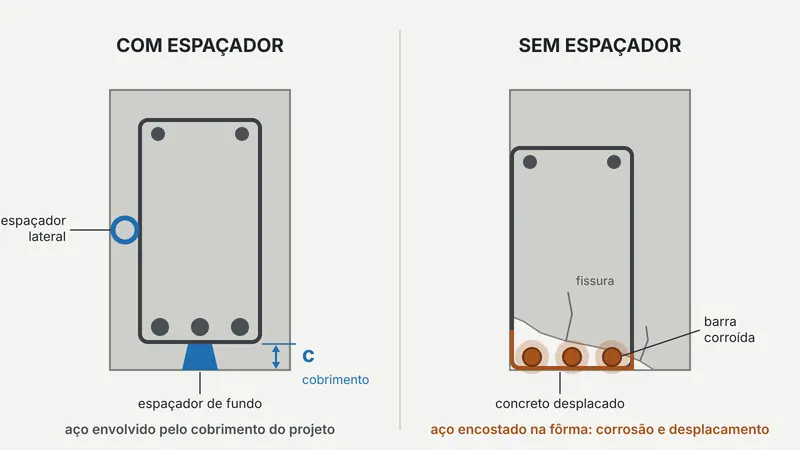 COM ESPAÇADOR
espaçador
lateral
c
cobrimento
espaçador de fundo
aço envolvido pelo cobrimento do projeto
SEM ESPAÇADOR
fissura
barra
corroída
concreto desplacado
aço encostado na fôrma: corrosão e desplacamento